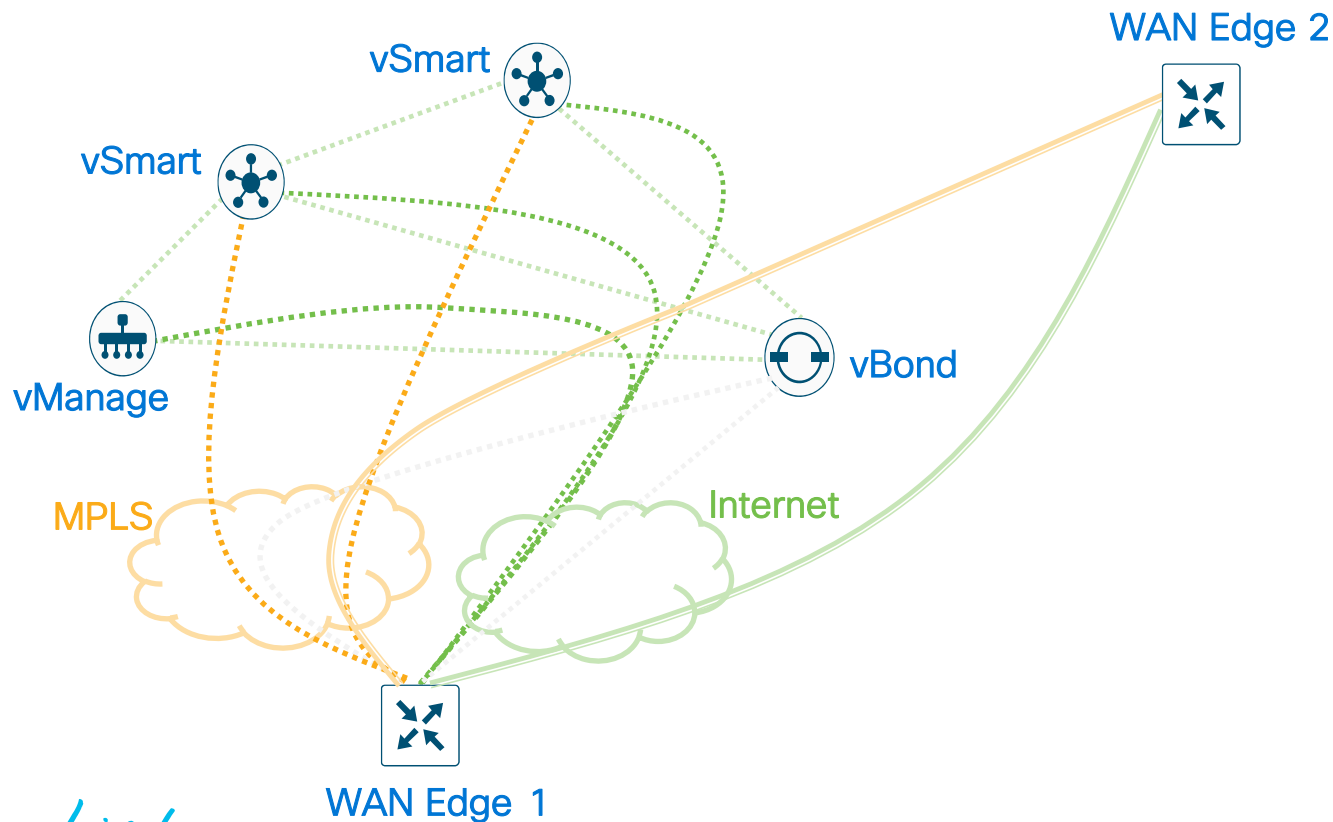 WAN Edge 2
vSmart
vSmart
vManage
vBond
MPLS
Internet
WAN Edge 1